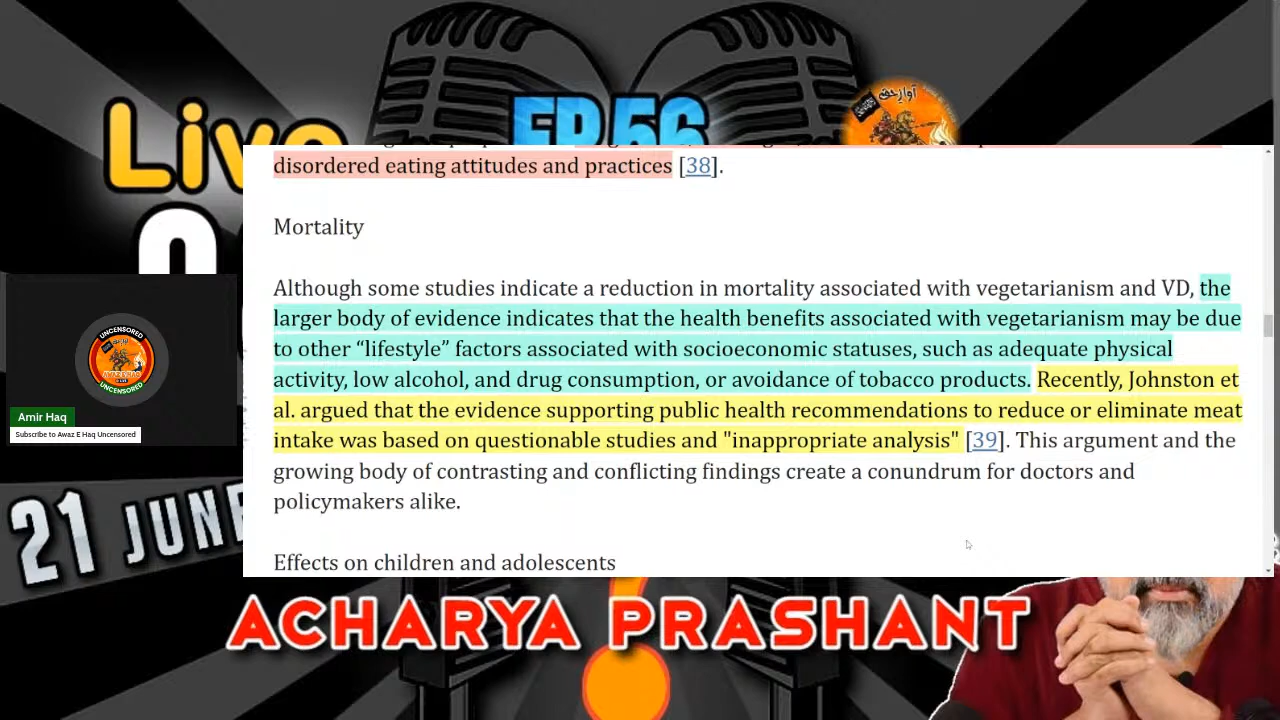 Live
EP.56
آوازِ حق
disordered eating attitudes and practices [38].
Mortality
Although some studies indicate a reduction in mortality associated with vegetarianism and VD, the
larger body of evidence indicates that the health benefits associated with vegetarianism may be due
to other “lifestyle” factors associated with socioeconomic statuses, such as adequate physical
activity, low alcohol, and drug consumption, or avoidance of tobacco products. Recently, Johnston et
al. argued that the evidence supporting public health recommendations to reduce or eliminate meat
intake was based on questionable studies and "inappropriate analysis" [39]. This argument and the
growing body of contrasting and conflicting findings create a conundrum for doctors and
policymakers alike.
Effects on children and adolescents
UNCENSORED
UNCENSORED
Amir Haq
Subscribe to Awaz E Haq Uncensored
21 JUNE
ACHARYA PRASHANT